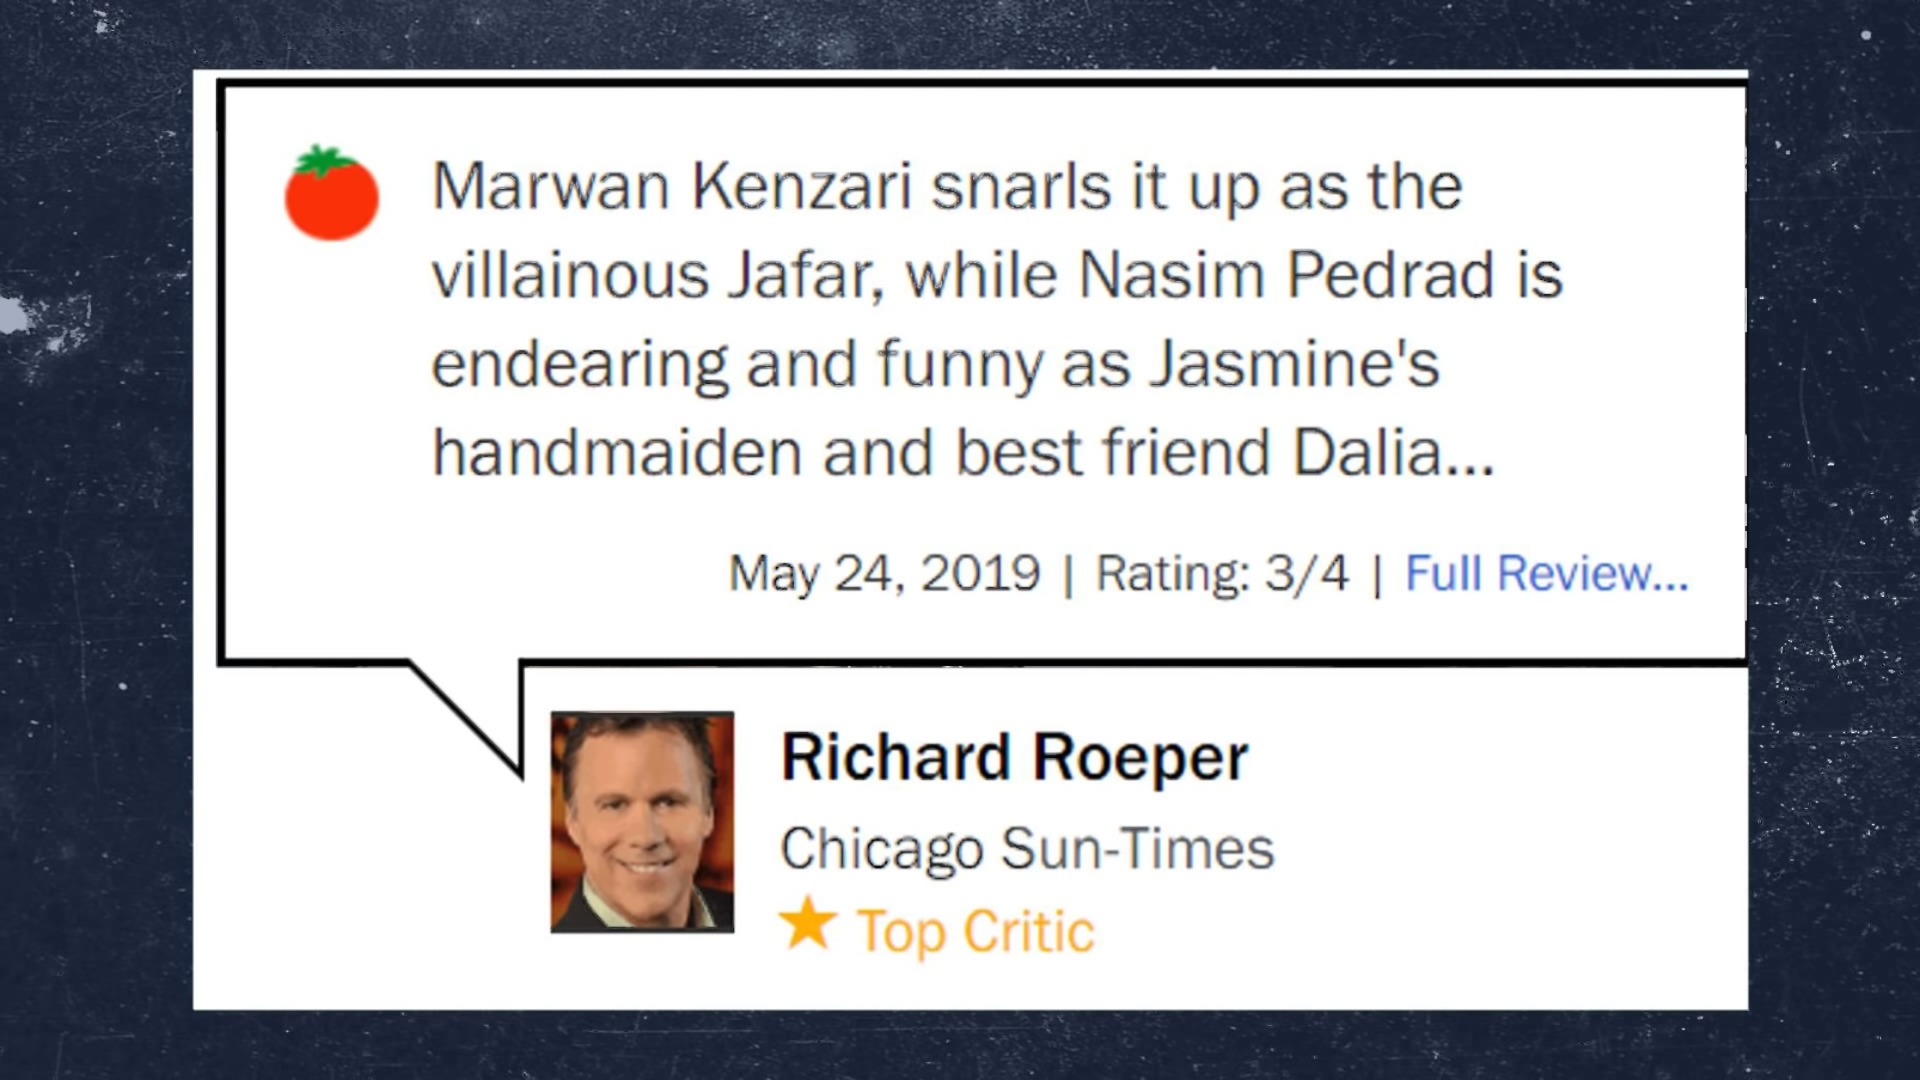 Marwan Kenzari snarls it up as the
villainous Jafar, while Nasim Pedrad is
endearing and funny as Jasmine's
handmaiden and best friend Dalia...
May 24, 2019 | Rating: 3/4 | Full Review...
Richard Roeper
Chicago Sun-Times
Top Critic